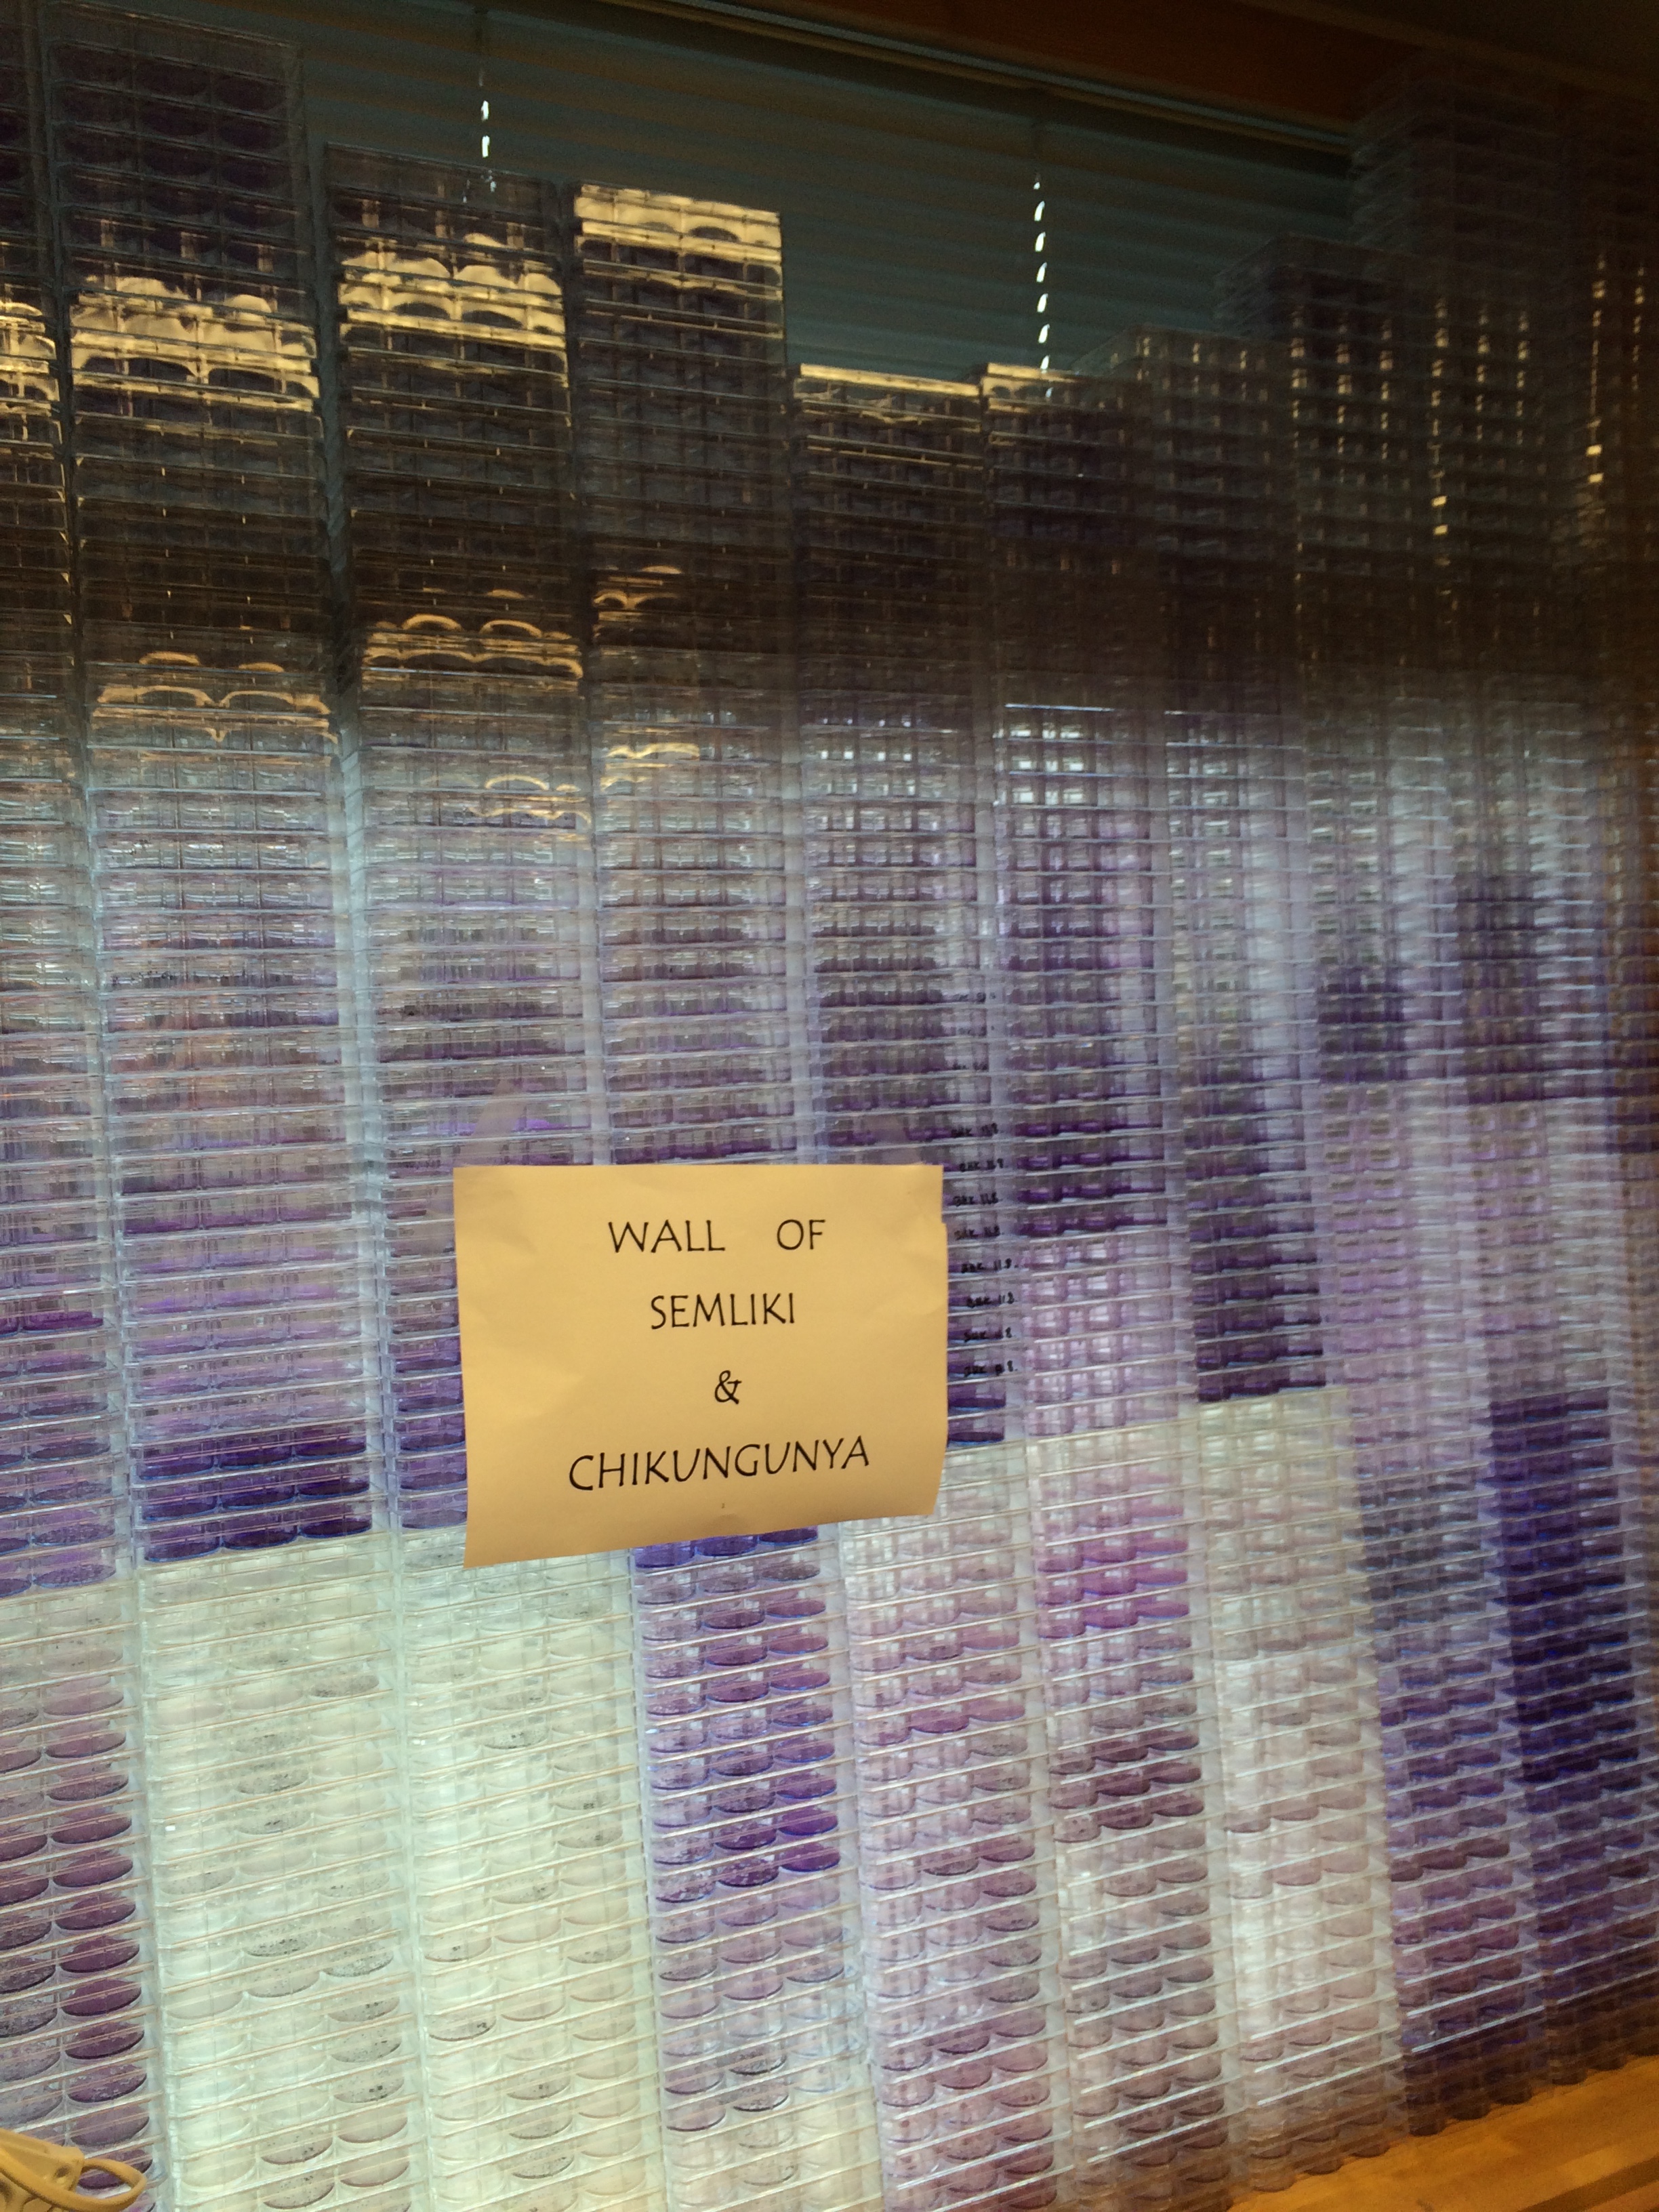 WALL OF
SEMLIKI
&
CHIKUNGUNYA